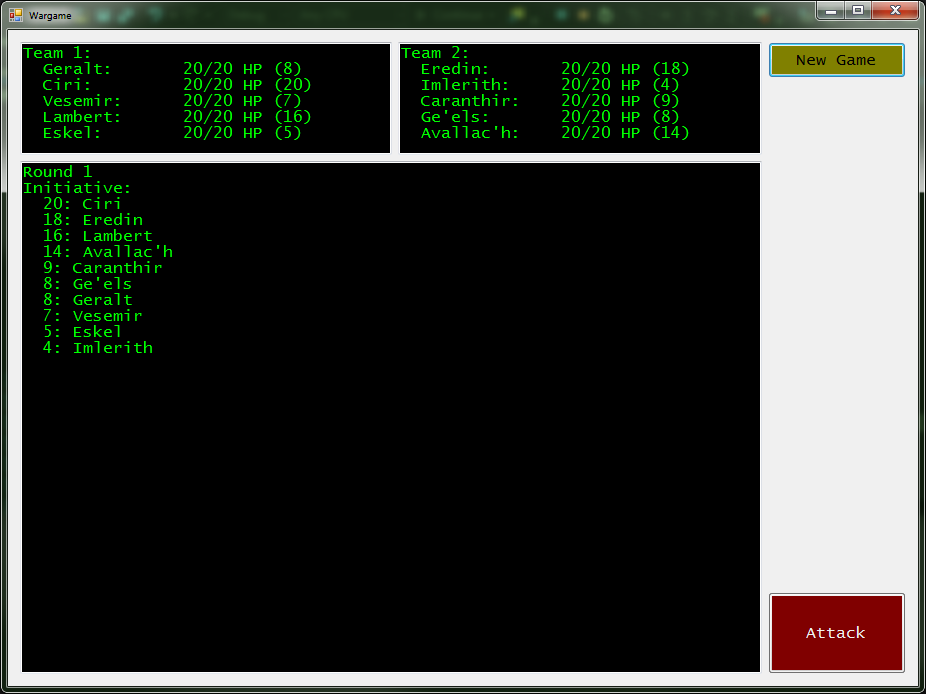 Wargame
Team 1:
Geralt: 20/20 HP (8)
Ciri: 20/20 HP (20)
Vesemir: 20/20 HP (7)
Lambert: 20/20 HP (16)
Eskel: 20/20 HP (5)
Team 2:
Eredin: 20/20 HP (18)
Imlerith: 20/20 HP (4)
Caranthir: 20/20 HP (9)
Ge'els: 20/20 HP (8)
Avallac'h: 20/20 HP (14)
New Game
Round 1
Initiative:
20: Ciri
18: Eredin
16: Lambert
14: Avallac'h
9: Caranthir
8: Ge'els
8: Geralt
7: Vesemir
5: Eskel
4: Imlerith
Attack